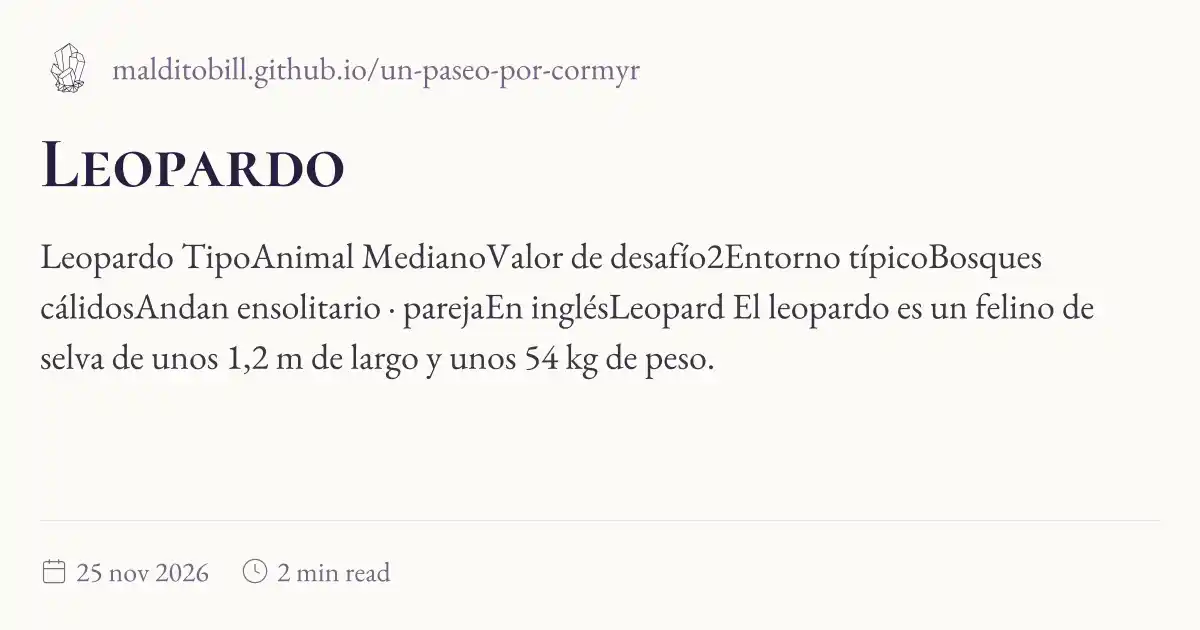 malditobill.github.io/un-paseo-por-cormyr
Leopardo
Leopardo TipoAnimal MedianoValor de desafío2Entorno típicoBosques
cálidosAndan ensolitario · parejaEn inglésLeopard El leopardo es un felino de
selva de unos 1,2 m de largo y unos 54 kg de peso.
25 nov 2026
2 min read